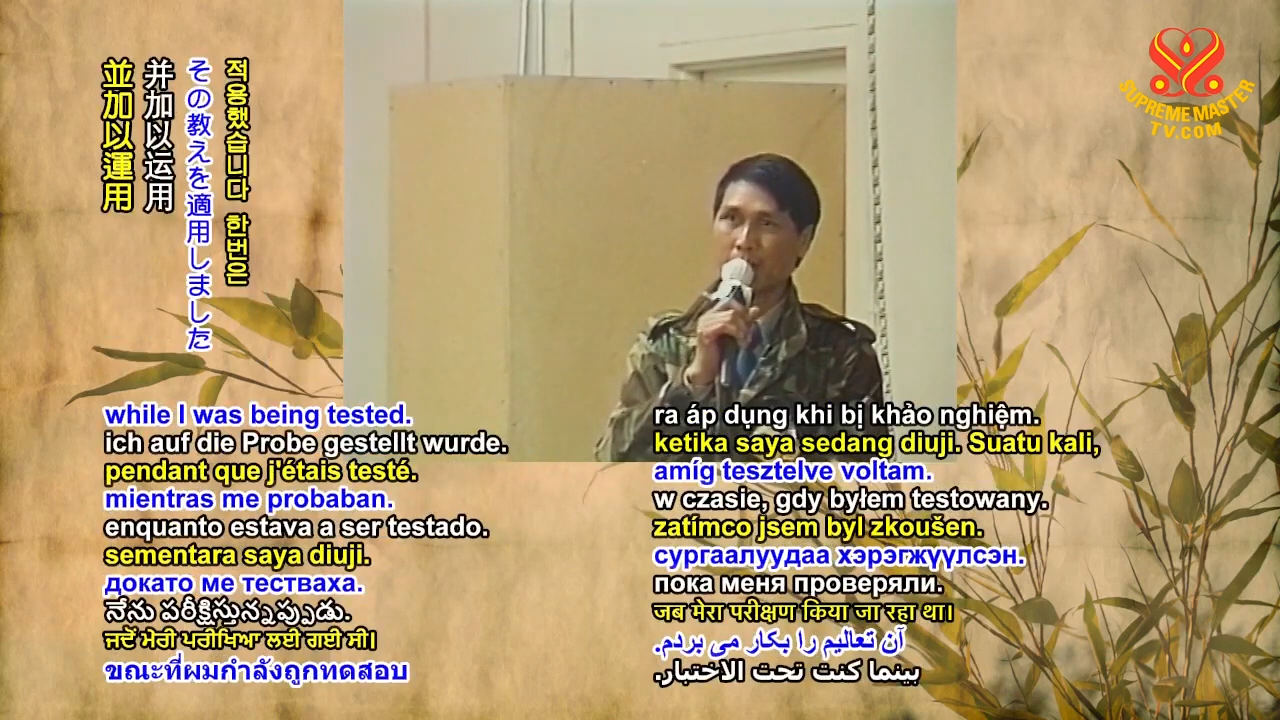 並加以運用
并加以运用
その教えを適用しました
적용했습니다 한번은
SUPREME MASTER
TV.COM
while I was being tested.
ich auf die Probe gestellt wurde.
pendant que j'étais testé.
mientras me probaban.
enquanto estava a ser testado.
sementara saya diuji.
докато ме тестваха.
నేను పరీక్షిస్తున్నప్పుడు.
ਜਦੋਂ ਮੇਰੀ ਪਰੀਖਿਆ ਲਈ ਗਈ ਸੀ।
ขณะที่ผมกำลังถูกทดสอบ
ra áp dụng khi bị khảo nghiệm.
ketika saya sedang diuji. Suatu kali,
amíg tesztelve voltam.
w czasie, gdy byłem testowany.
zatímco jsem byl zkoušen.
сургаалуудаа хэрэгжүүлсэн.
пока меня проверяли.
जब मेरा परीक्षण किया जा रहा था।
آن تعالیم را بکار می بردم.
بينما كنت تحت الاختبار.